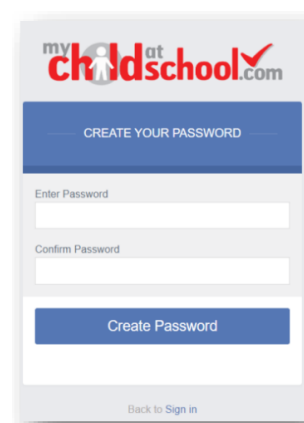 my child at school.com
CREATE YOUR PASSWORD
Enter Password
Confirm Password
Create Password
Back to Sign in